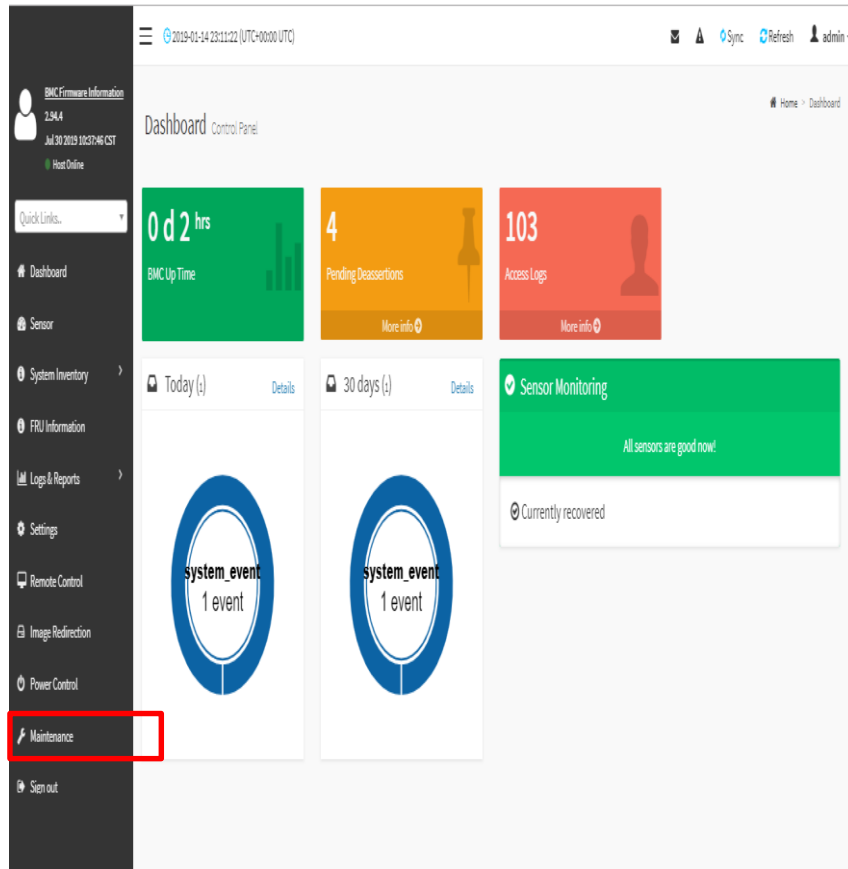 2019-01-14 23:11:22 (UTC+00:00 UTC)
Sync
Refresh
admin
BMC Firmware Information
2.94.4
Jul 30 2019 10:37:46 CST
Host Online
Quick Links..
Dashboard
Sensor
System Inventory
FRU Information
Logs & Reports
Settings
Remote Control
Image Redirection
Power Control
Maintenance
Sign out
Dashboard Control Panel
Home > Dashboard
0 d 2 hrs
BMC Up Time
4
Pending Deassertions
More info
103
Access Logs
More info
Today (1)
Details
system_event
1 event
30 days (1)
Details
system_event
1 event
Sensor Monitoring
All sensors are good now!
Currently recovered